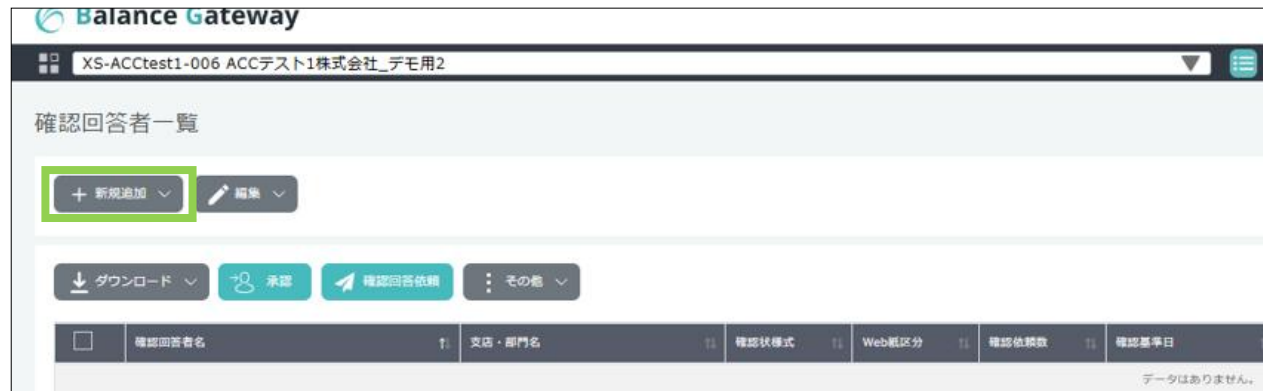 Balance Gateway
XS-ACCtest1-006 ACCテスト1株式会社_デモ用2
確認回答者一覧
新規追加 編集
ダウンロード 承認 確認回答依頼 その他
確認回答者名 支店・部門名 確認状様式 Web紙区分 確認依頼数 確認基準日
データはありません。